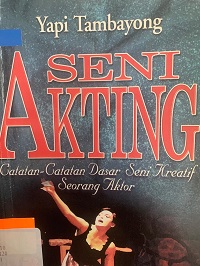 Yapi Tambayong
SENI
AKTING
Catatan-Catatan Dasar Seni Kreatif
Seorang Aktor